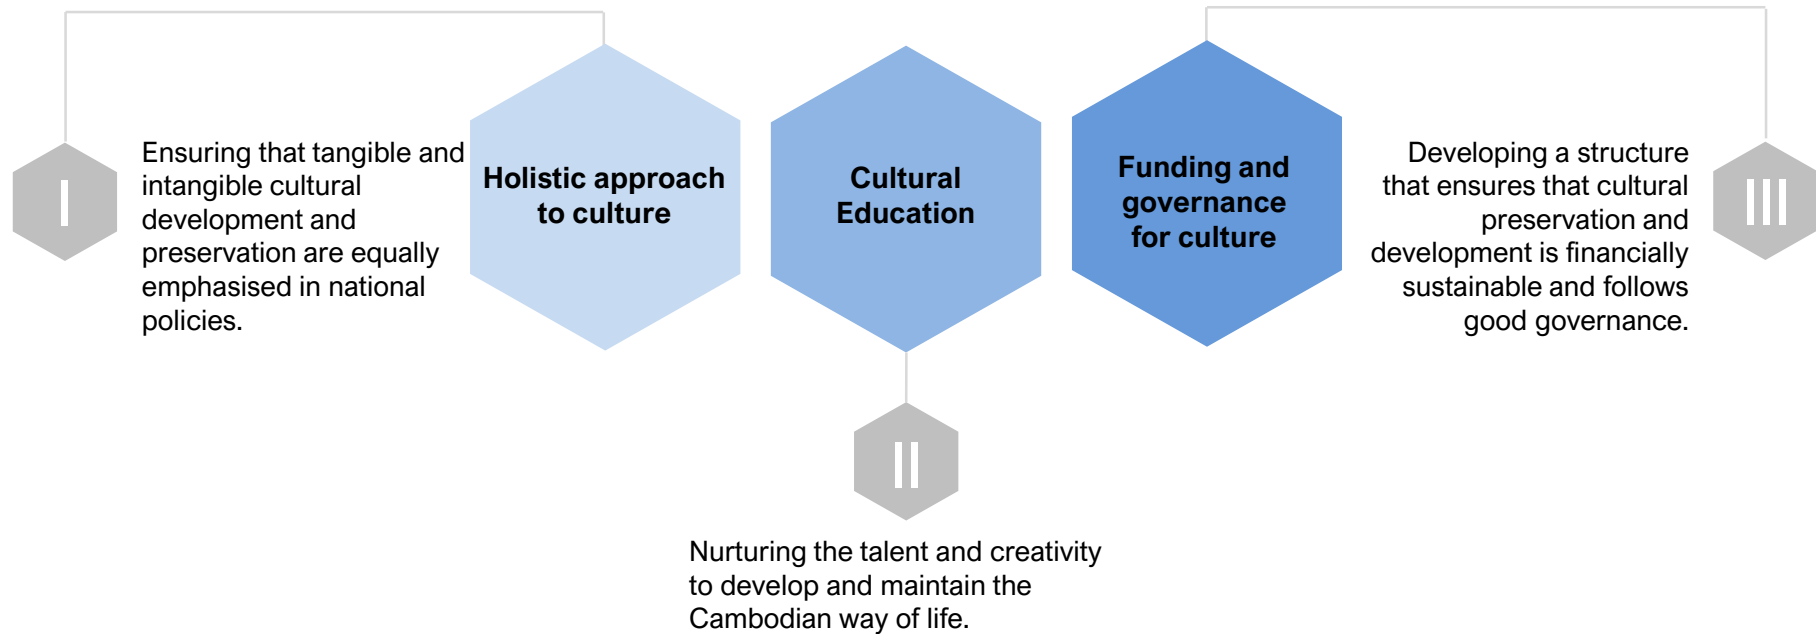 I
Ensuring that tangible and
intangible cultural
development and
preservation are equally
emphasised in national
policies.
Holistic approach
to culture
Cultural
Education
Funding and
governance
for culture
Developing a structure
that ensures that cultural
preservation and
development is financially
sustainable and follows
good governance.
III
II
Nurturing the talent and creativity
to develop and maintain the
Cambodian way of life.